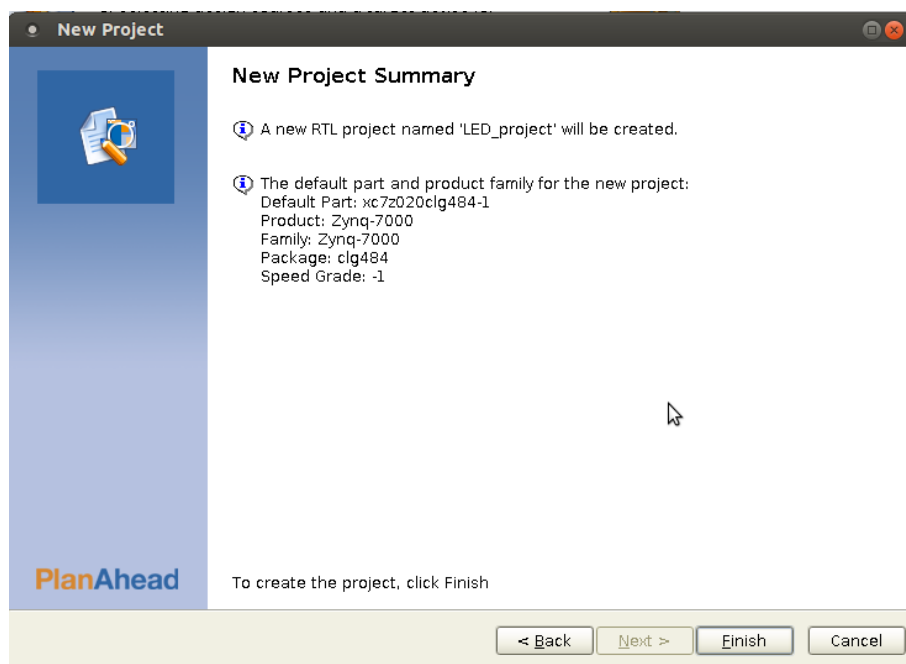 New Project
New Project Summary
A new RTL project named 'LED_project' will be created.
The default part and product family for the new project:
Default Part: xc7z020clg484-1
Product: Zynq-7000
Family: Zynq-7000
Package: clg484
Speed Grade: -1
PlanAhead
To create the project, click Finish
< Back
Next >
Finish
Cancel